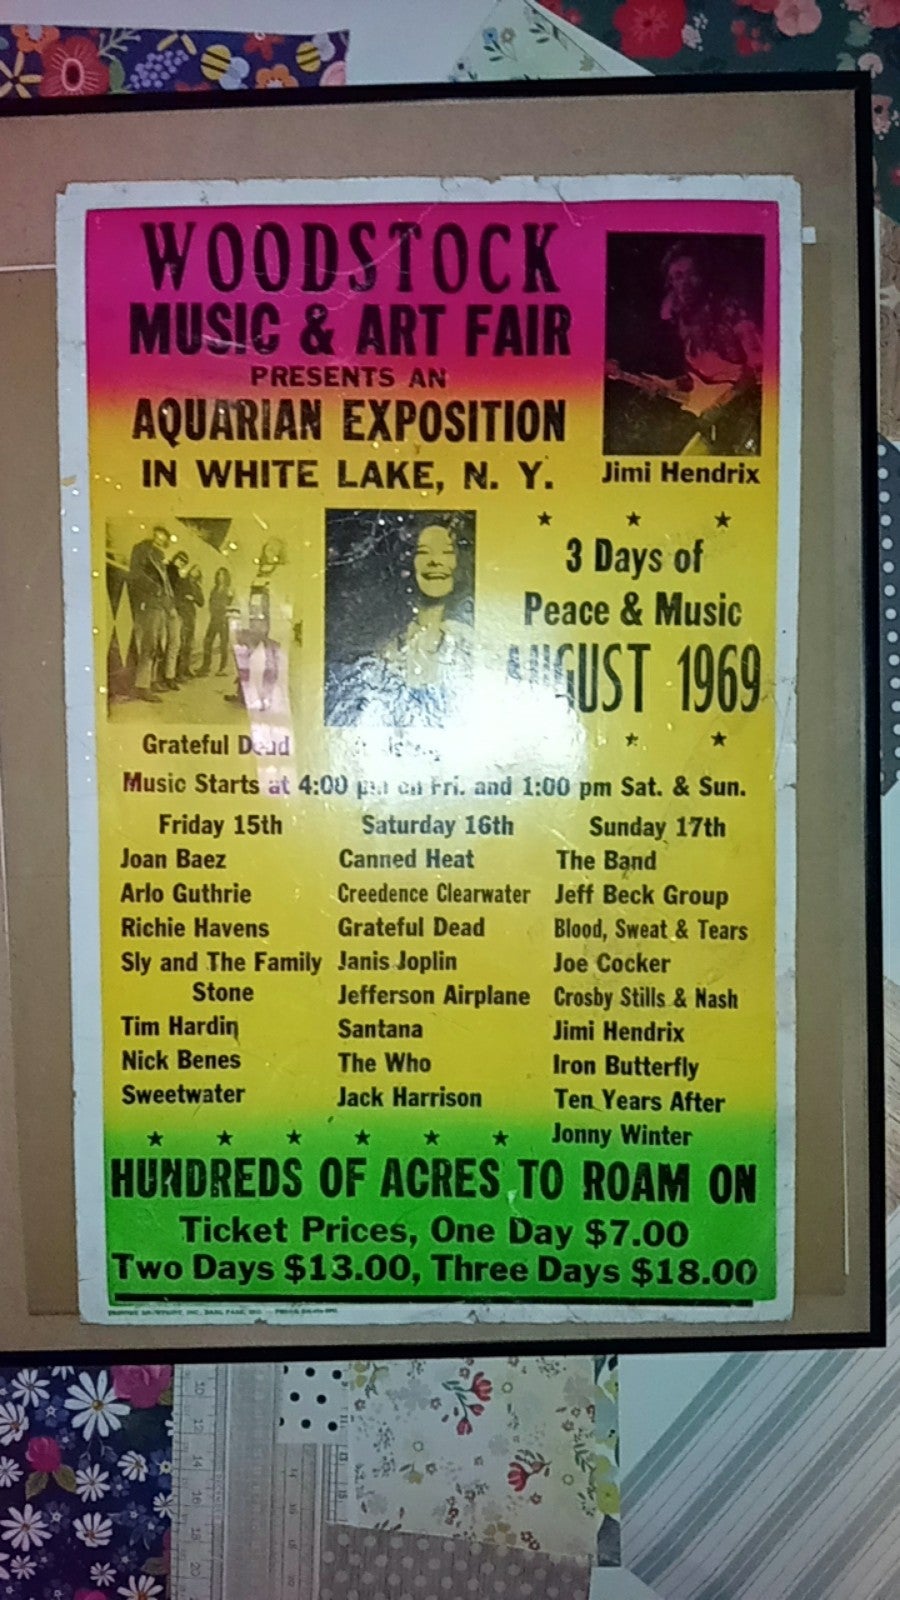 WOODSTOCK
MUSIC & ART FAIR
PRESENTS AN
AQUARIAN EXPOSITION
IN WHITE LAKE, N. Y.
Jimi Hendrix
3 Days of
Peace & Music
AUGUST 1969
Grateful Dead
Music Starts at 4:00 pm on Fri. and 1:00 pm Sat. & Sun.
Friday 15th
Joan Baez
Arlo Guthrie
Richie Havens
Sly and The Family
Stone
Tim Hardin
Nick Benes
Sweetwater
Saturday 16th
Canned Heat
Creedence Clearwater
Grateful Dead
Janis Joplin
Jefferson Airplane
Santana
The Who
Jack Harrison
Sunday 17th
The Band
Jeff Beck Group
Blood, Sweat & Tears
Joe Cocker
Crosby Stills & Nash
Jimi Hendrix
Iron Butterfly
Ten Years After
Jonny Winter
HUNDREDS OF ACRES TO ROAM ON
Ticket Prices, One Day $7.00
Two Days $13.00, Three Days $18.00